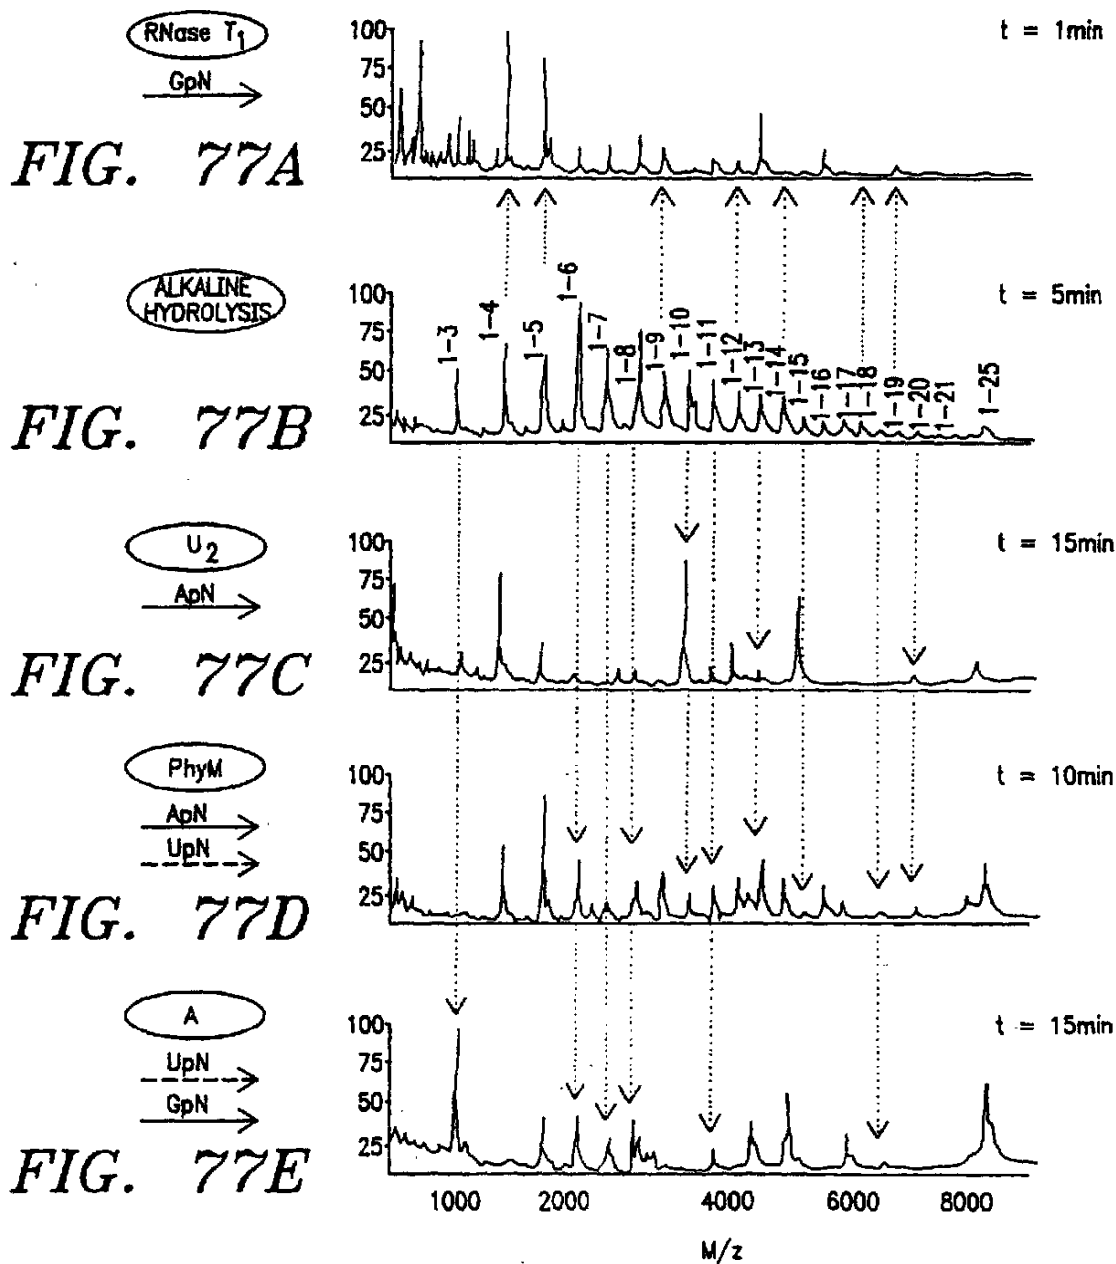 RNase T1
GpN
FIG. 77A
100
75
50
25
t = 1min
ALKALINE
HYDROLYSIS
FIG. 77B
100
75
50
25
1-3
1-4
1-5
1-6
1-7
1-8
1-9
1-10
1-11
1-12
1-13
1-14
1-15
1-16
1-17
1-18
1-19
1-20
1-21
1-25
t = 5min
U2
ApN
FIG. 77C
100
75
50
25
t = 15min
PhyM
ApN
UpN
FIG. 77D
100
75
50
25
t = 10min
A
UpN
GpN
FIG. 77E
100
75
50
25
t = 15min
1000 2000 4000 6000 8000
M/z